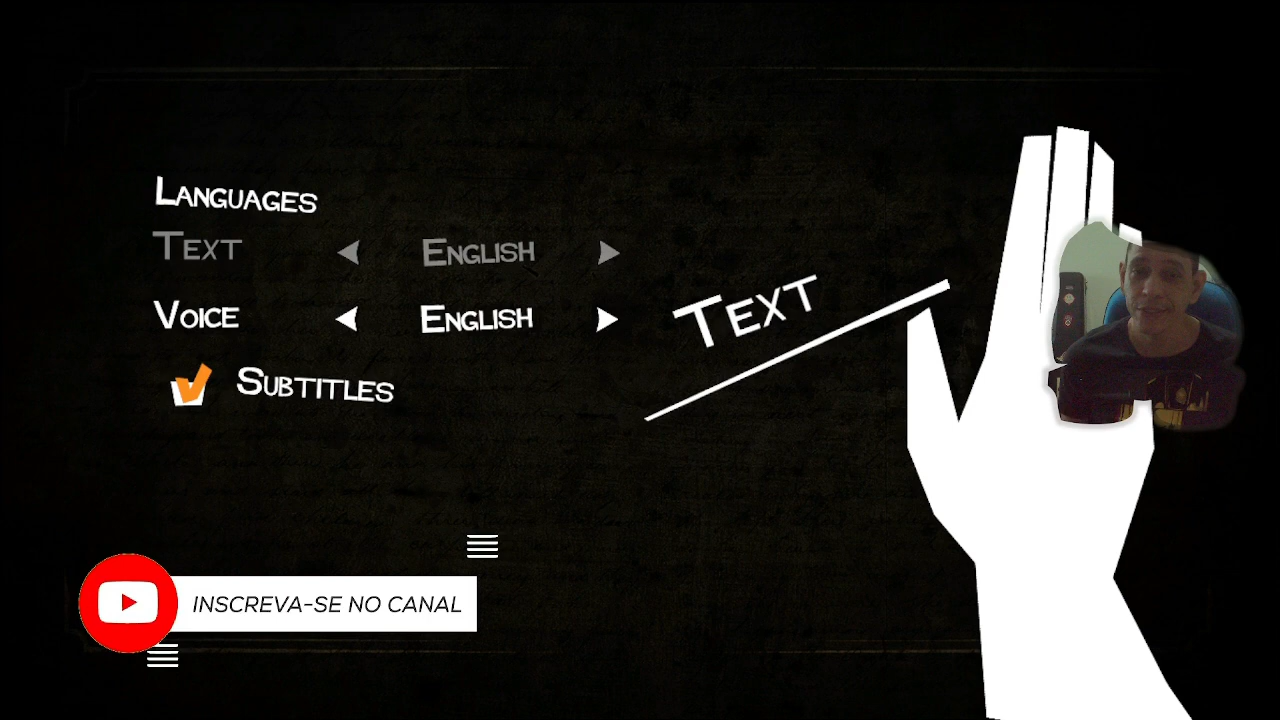 Languages
Text English
Voice English
Subtitles
Text
INSCREVA-SE NO CANAL